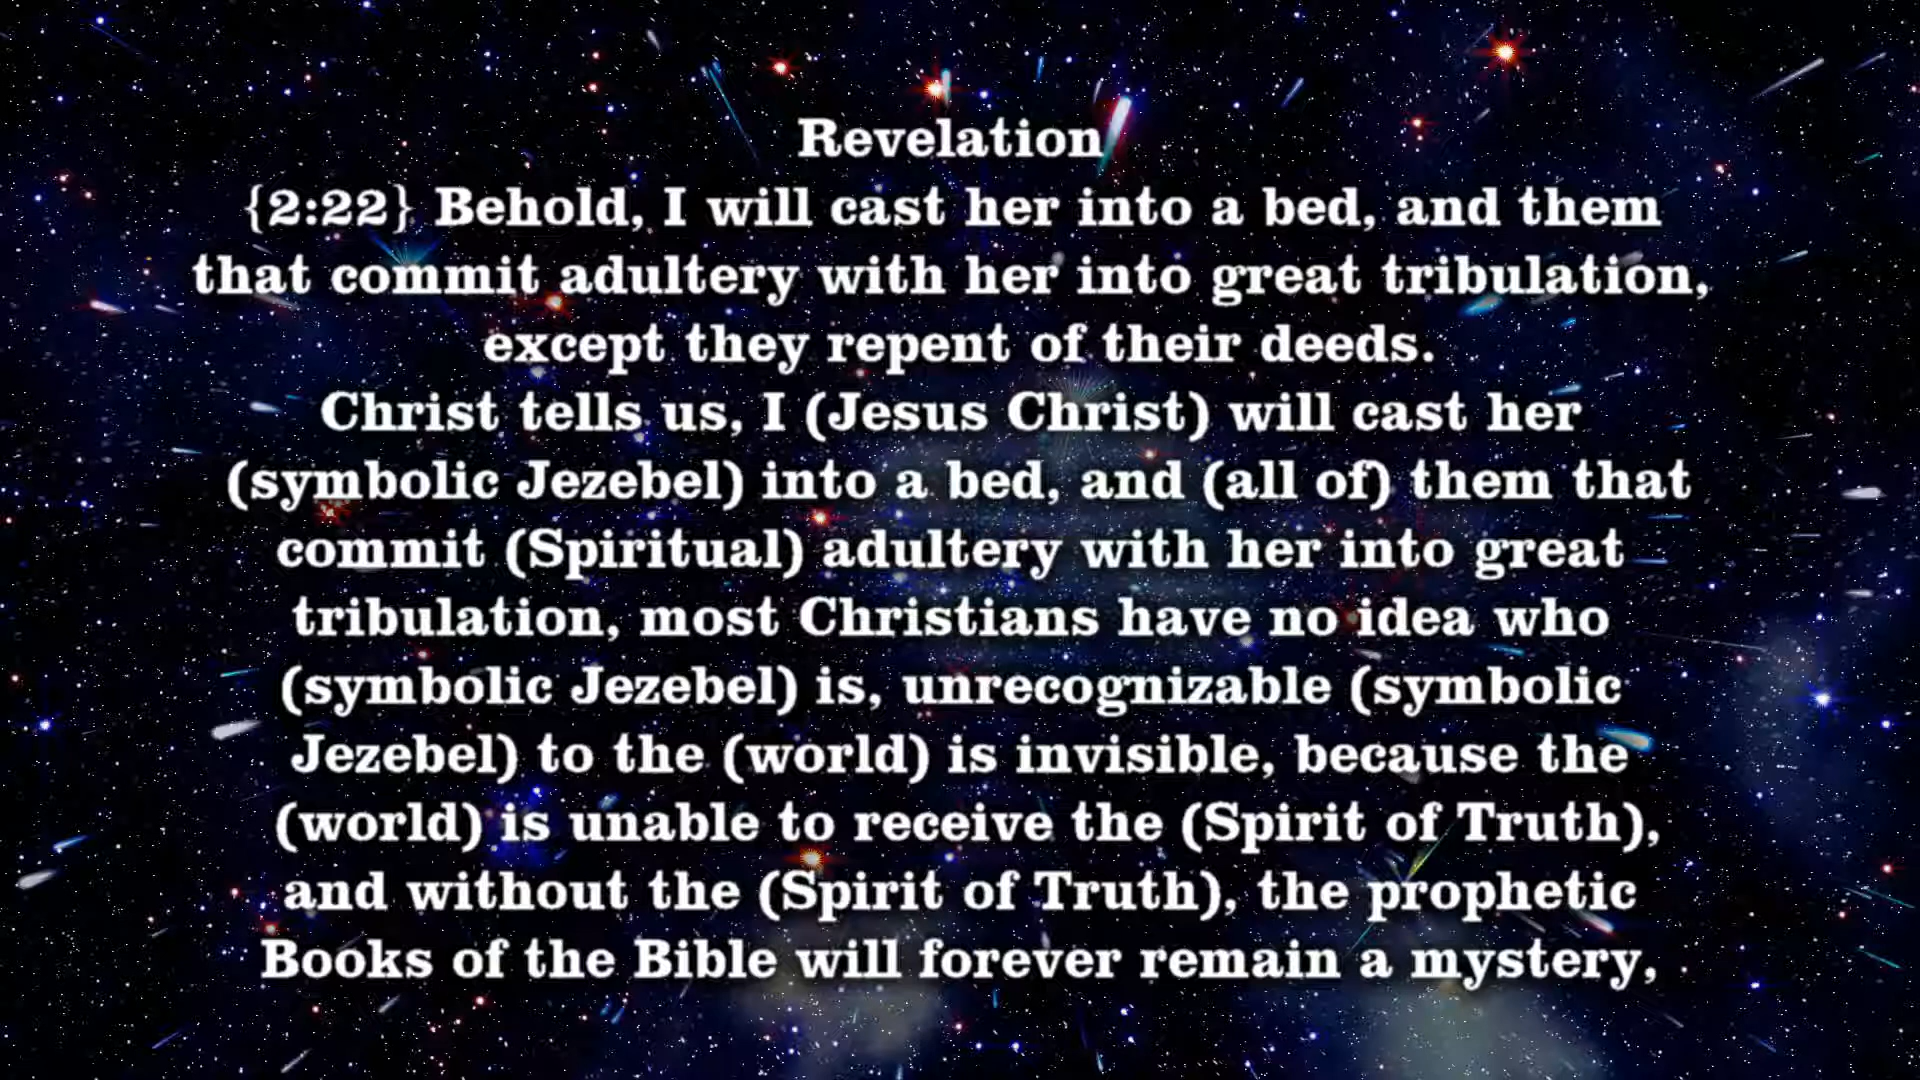 Revelation
{2:22} Behold, I will cast her into a bed, and them
that commit adultery with her into great tribulation,
except they repent of their deeds.
Christ tells us, I (Jesus Christ) will cast her
(symbolic Jezebel) into a bed, and (all of) them that
commit (Spiritual) adultery with her into great
tribulation, most Christians have no idea who
(symbolic Jezebel) is, unrecognizable (symbolic
Jezebel) to the (world) is invisible, because the
(world) is unable to receive the (Spirit of Truth),
and without the (Spirit of Truth), the prophetic
Books of the Bible will forever remain a mystery,